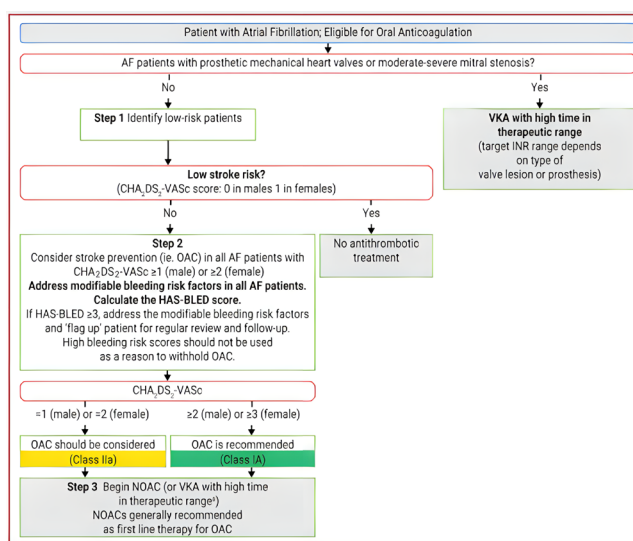 Patient with Atrial Fibrillation; Eligible for Oral Anticoagulation
AF patients with prosthetic mechanical heart valves or moderate-severe mitral stenosis?
No
Yes
Step 1 Identify low-risk patients
VKA with high time in
therapeutic range
(target INR range depends
on type of
valve lesion or prosthesis)
Low stroke risk?
(CHA₂DS₂-VASc score: 0 in males 1 in females)
No
Yes
Step 2
Consider stroke prevention (ie. OAC) in all AF patients with
CHA₂DS₂-VASc ≥1 (male) or ≥2 (female)
Address modifiable bleeding risk factors in all AF patients.
Calculate the HAS-BLED score.
If HAS-BLED ≥3, address the modifiable bleeding risk factors
and ‘flag up’ patient for regular review and follow-up.
High bleeding risk scores should not be used
as a reason to withhold OAC.
No antithrombotic
treatment
CHA₂DS₂-VASc
=1 (male) or =2 (female)
≥2 (male) or ≥3 (female)
OAC should be considered
(Class IIa)
OAC is recommended
(Class IA)
Step 3 Begin NOAC (or VKA with high time
in therapeutic rangeᵃ)
NOACs generally recommended
as first line therapy for OAC